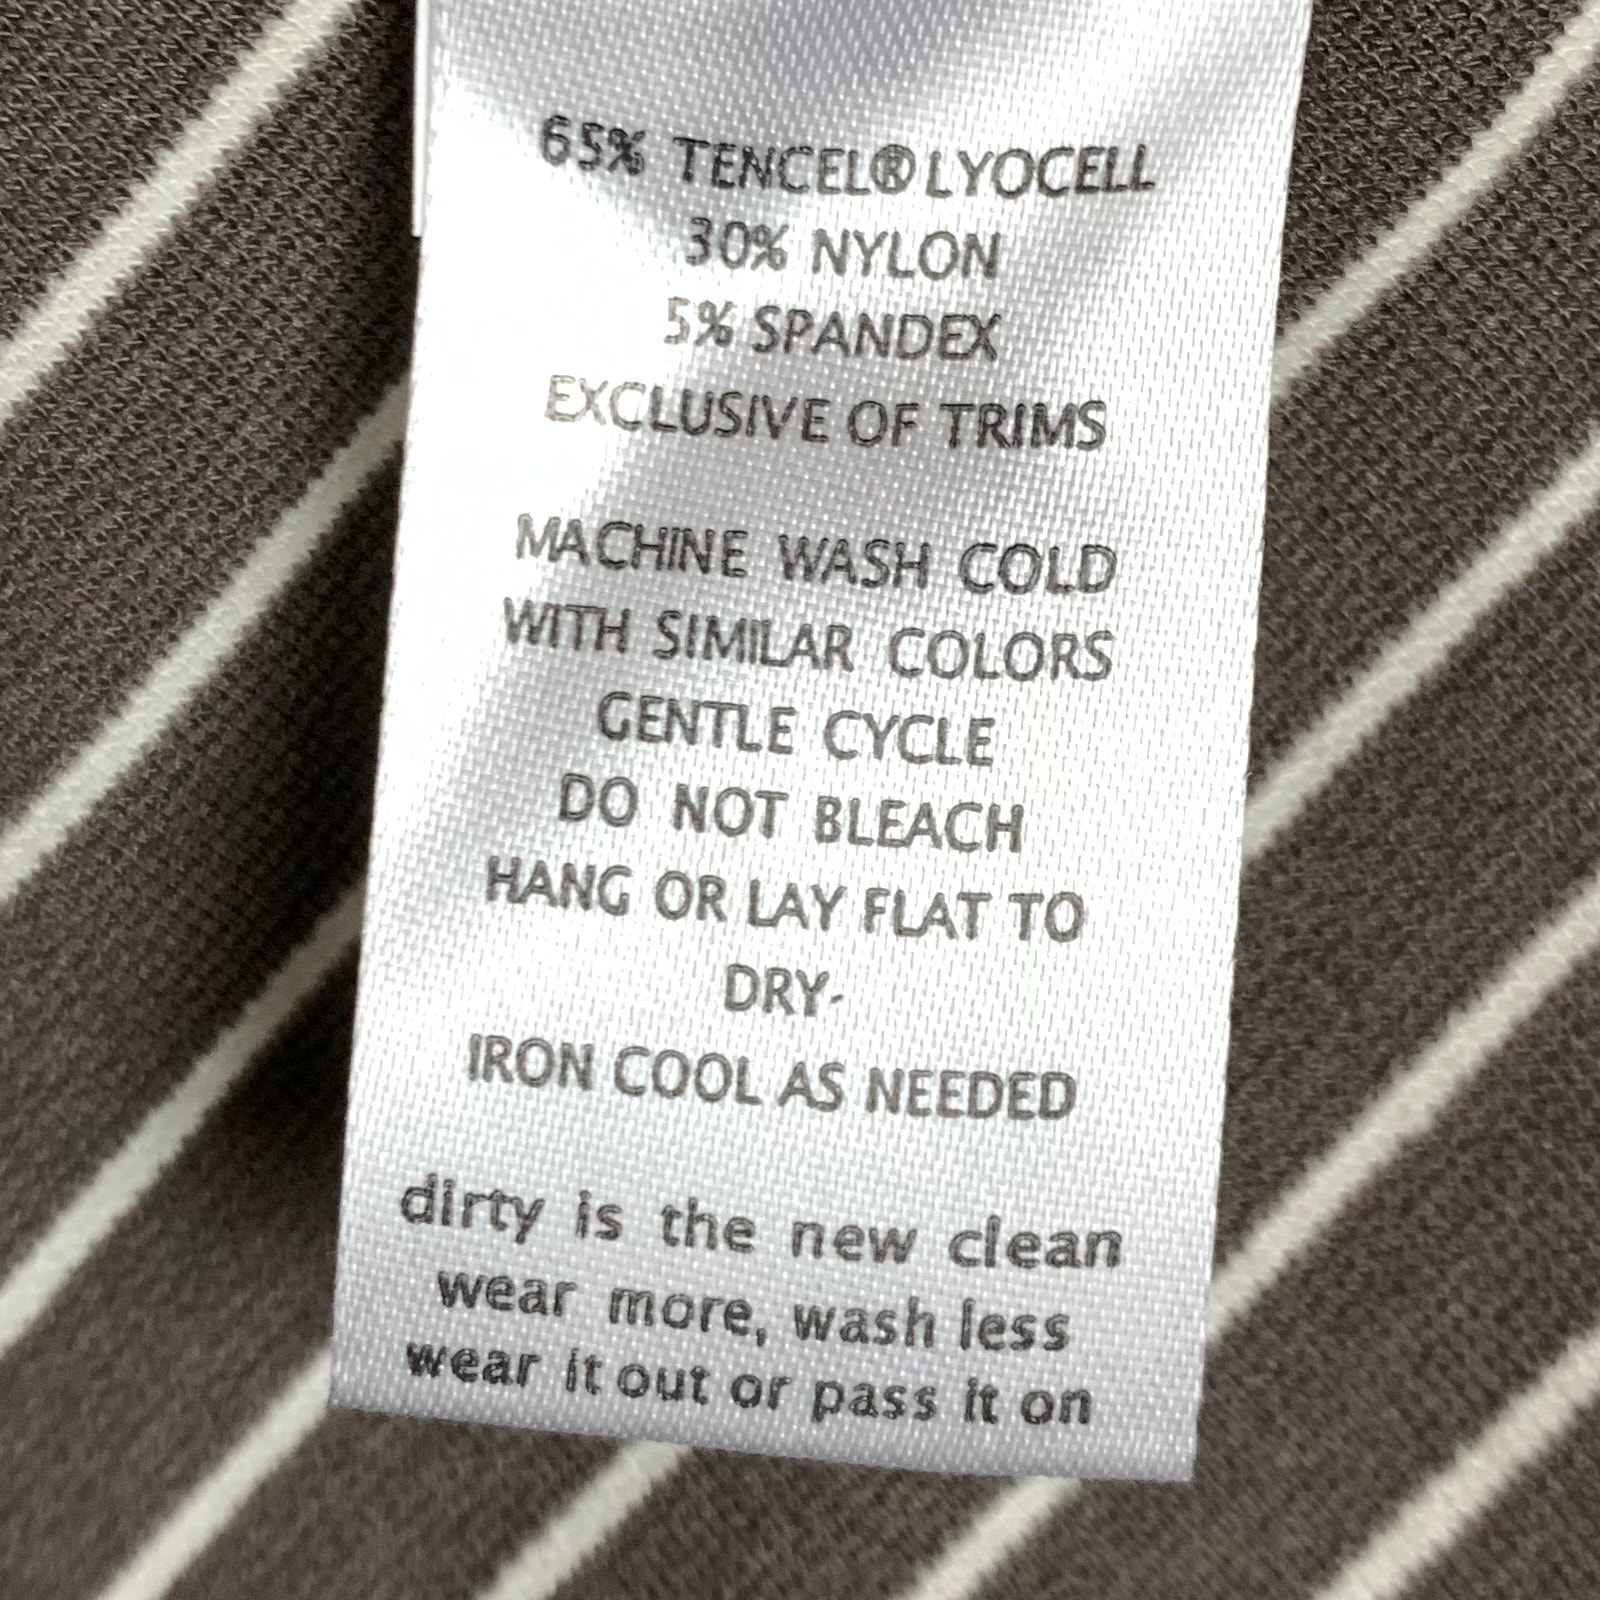 65% TENCEL® LYOCELL
30% NYLON
5% SPANDEX
EXCLUSIVE OF TRIMS
MACHINE WASH COLD
WITH SIMILAR COLORS
GENTLE CYCLE
DO NOT BLEACH
HANG OR LAY FLAT TO
DRY-
IRON COOL AS NEEDED
dirty is the new clean
wear more, wash less
wear it out or pass it on